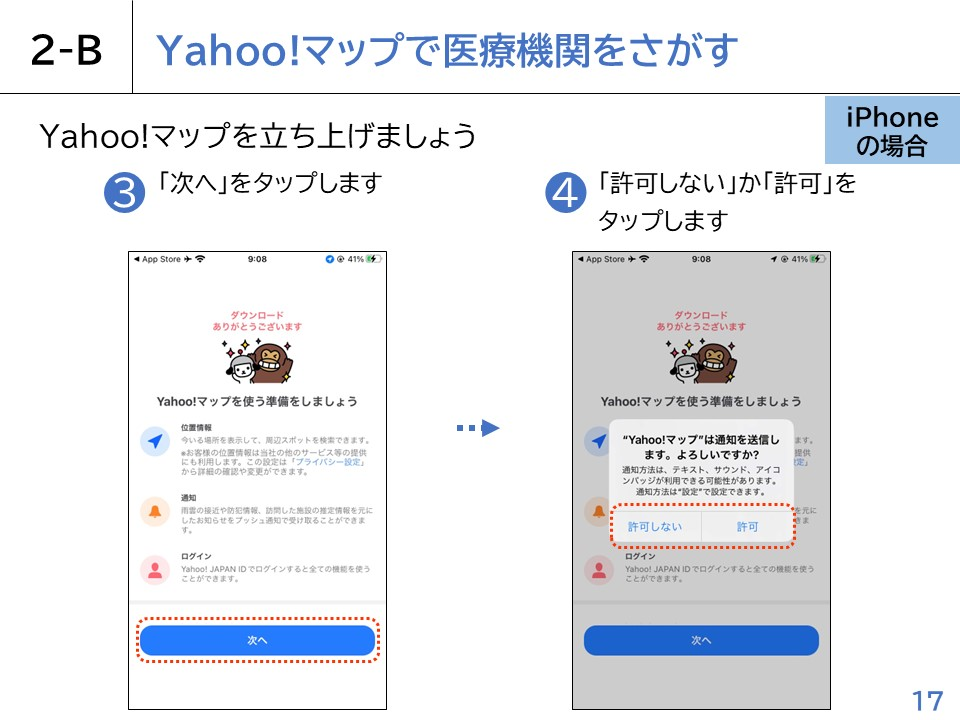 2-B
Yahoo!マップで医療機関をさがす
iPhone
の場合
Yahoo!マップを立ち上げましょう
3
「次へ」をタップします
4
「許可しない」か「許可」を
タップします
App Store
9:08
41%
ダウンロード
ありがとうございます
Yahoo!マップを使う準備をしましょう
位置情報
今いる場所を表示して、周辺スポットを検索できます。
※お客様の位置情報は当社の他のサービス等の提供
にも利用します。この設定は「プライバシー設定」
から詳細の確認や変更ができます。
通知
雨雲の接近や防犯情報、訪問した施設の推定情報を元に
したお知らせをプッシュ通知で受け取ることができま
す。
ログイン
Yahoo! JAPAN IDでログインすると全ての機能を使う
ことができます。
次へ
App Store
9:08
41%
ダウンロード
ありがとうございます
Yahoo!マップを使う準備をしましょう
“Yahoo!マップ”は通知を送信し
ます。よろしいですか?
通知方法は、テキスト、サウンド、アイコ
ンバッジが利用できる可能性があります。
通知方法は“設定”で設定できます。
許可しない
許可
ます。
の提供
定」
を元に
きま
ログイン
Yahoo! JAPAN IDでログインすると全ての機能を使う
ことができます。
次へ
17